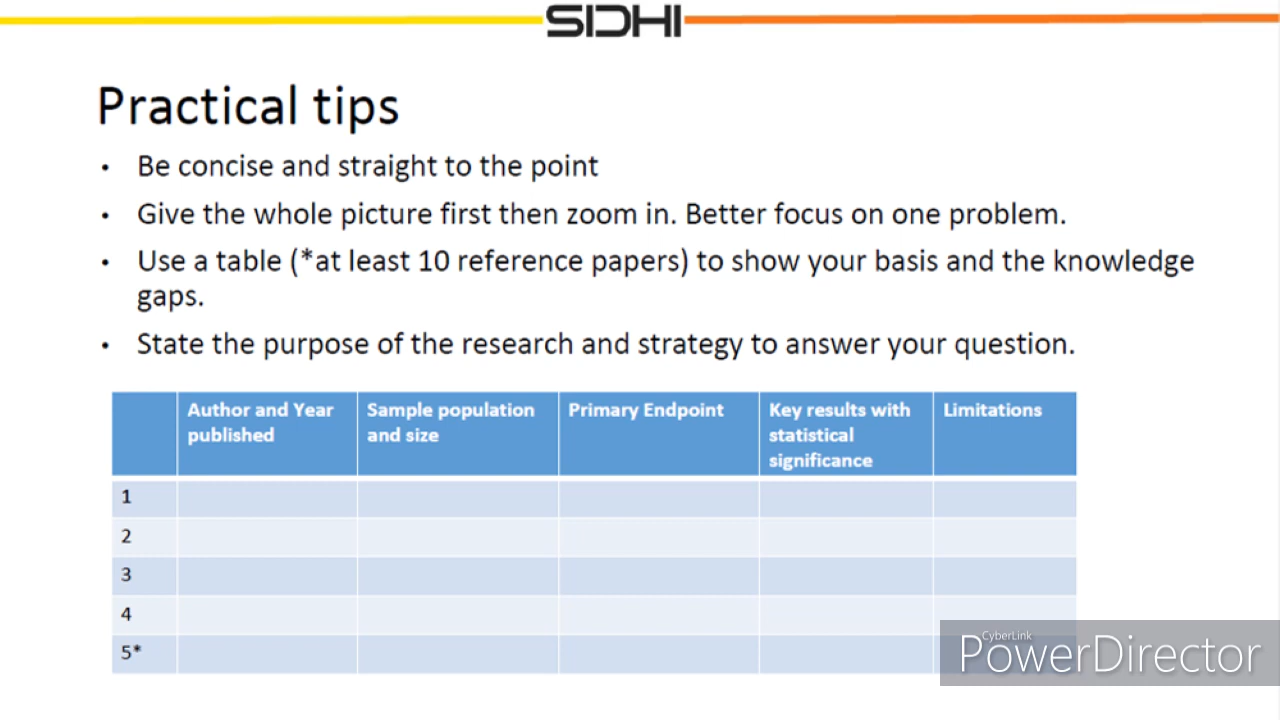 SIDHI
Practical tips
• Be concise and straight to the point
• Give the whole picture first then zoom in. Better focus on one problem.
• Use a table (*at least 10 reference papers) to show your basis and the knowledge
gaps.
• State the purpose of the research and strategy to answer your question.
Author and Year
published
Sample population
and size
Primary Endpoint
Key results with
statistical
significance
Limitations
1
2
3
4
5*
CyberLink
PowerDirector